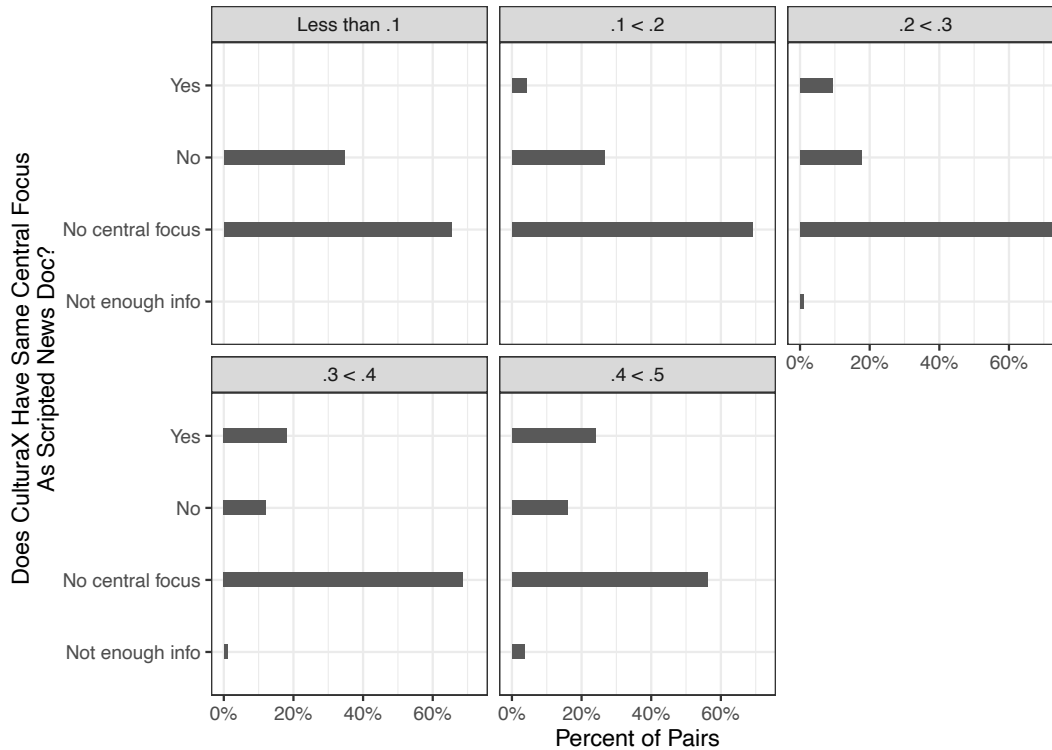 Less than .1
.1 < .2
.2 < .3
Yes
No
No central focus
Not enough info
0%
20%
40%
60%
.3 < .4
.4 < .5
Yes
No
No central focus
Not enough info
0%
20%
40%
60%
0%
20%
40%
60%
Percent of Pairs
Does CulturaX Have Same Central Focus
As Scripted News Doc?